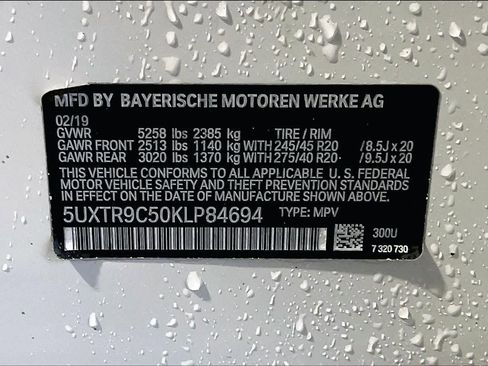 MFD BY BAYERISCHE MOTOREN WERKE AG
02/19
GVWR 5258 lbs 2385 kg TIRE / RIM
GAWR FRONT 2513 lbs 1140 kg WITH 245/45 R20 / 8.5J x 20
GAWR REAR 3020 lbs 1370 kg WITH 275/40 R20 / 9.5J x 20
THIS VEHICLE CONFORMS TO ALL APPLICABLE U. S. FEDERAL
MOTOR VEHICLE SAFETY STANDARDS IN EFFECT ON THE DATE OF
MANUFACTURE SHOWN ABOVE.
5UXTR9C50KLP84694 TYPE: MPV
300U
7 320 730